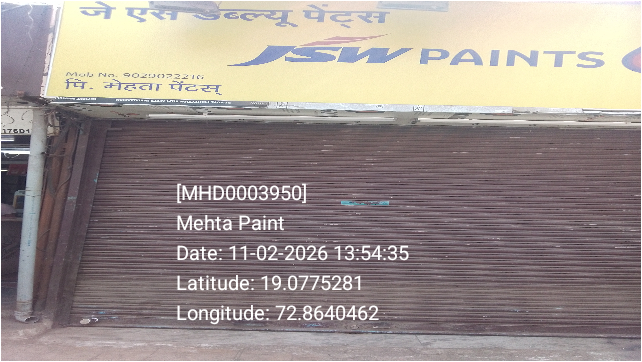 जे एस डब्ल्यू पेंट्स
JSW PAINTS
Mob No. 9020022216
पि. मेहता पेंटस्
[MHD0003950]
Mehta Paint
Date: 11-02-2026 13:54:35
Latitude: 19.0775281
Longitude: 72.8640462